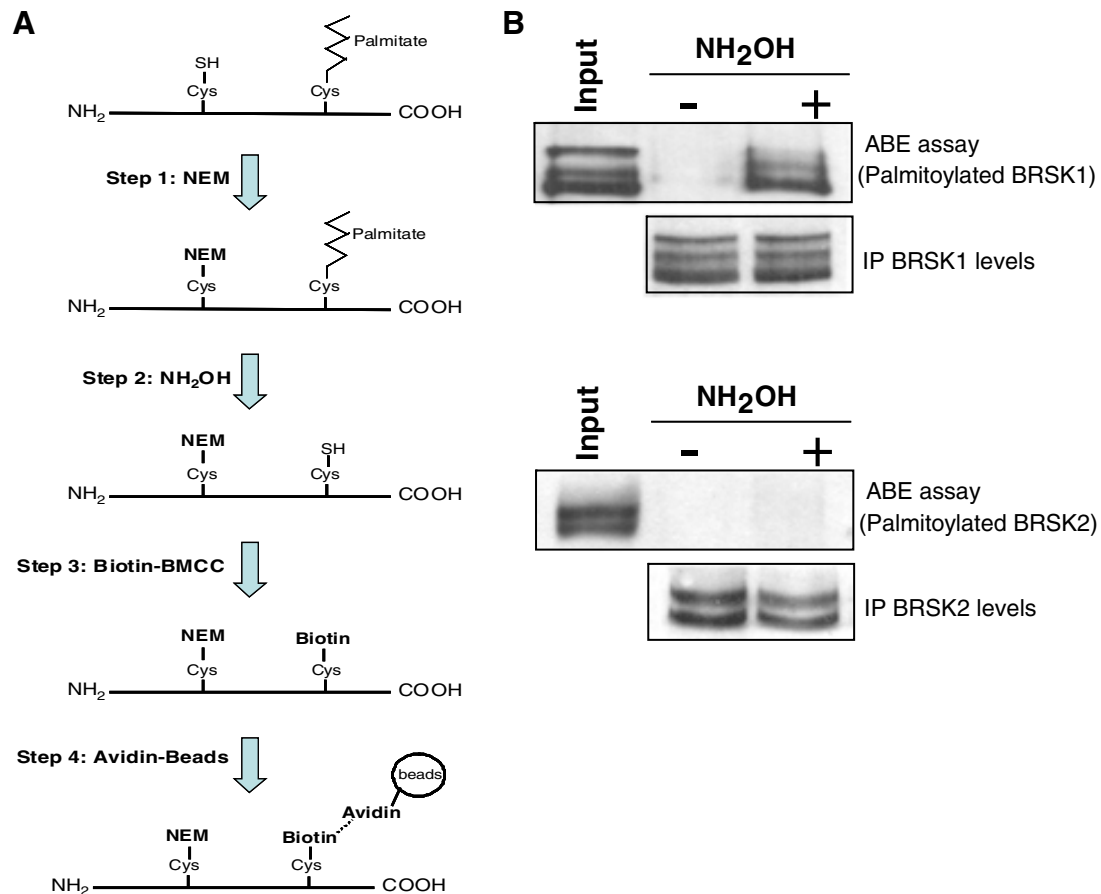 A
Palmitate
SH
Cys Cys
NH2 COOH
Step 1: NEM
Palmitate
NEM
Cys Cys
NH2 COOH
Step 2: NH2OH
NEM SH
Cys Cys
NH2 COOH
Step 3: Biotin-BMCC
NEM Biotin
Cys Cys
NH2 COOH
Step 4: Avidin-Beads
beads
Avidin
NEM Biotin
Cys Cys
NH2 COOH
B
Input
NH2OH
- +
ABE assay
(Palmitoylated BRSK1)
IP BRSK1 levels
Input
NH2OH
- +
ABE assay
(Palmitoylated BRSK2)
IP BRSK2 levels